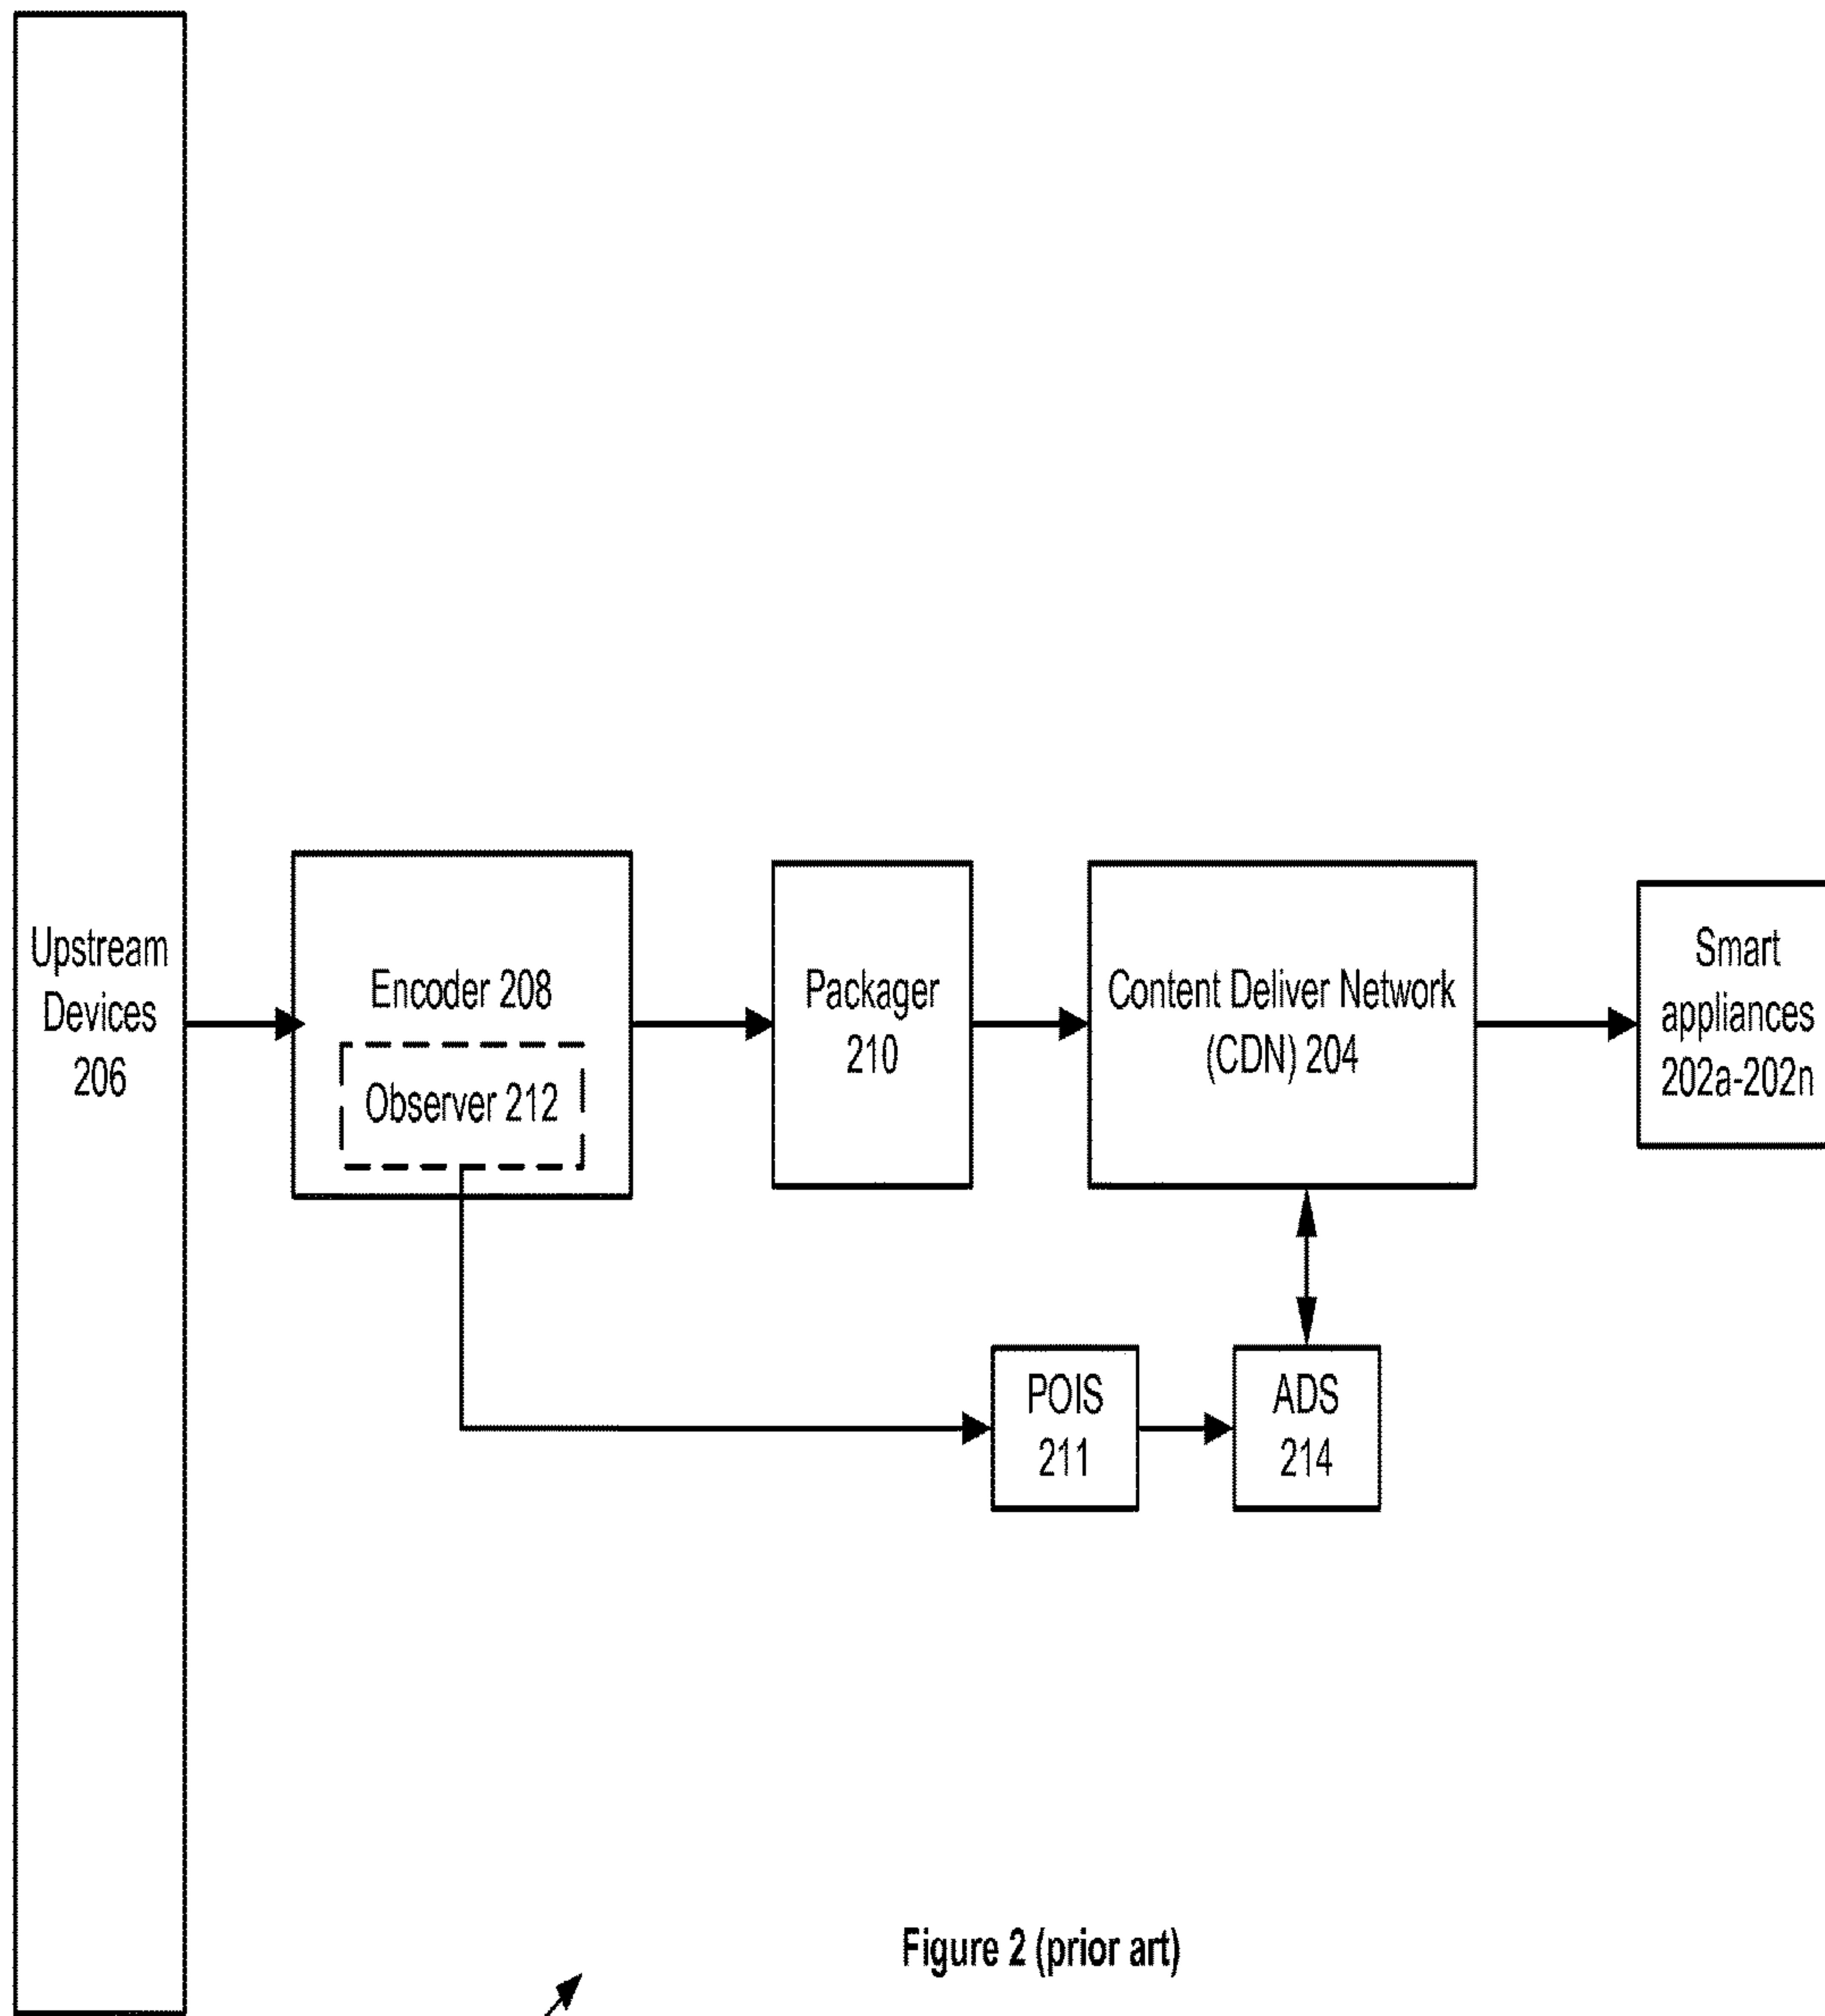 Upstream
Devices
206
Encoder 208
Observer 212
Packager
210
Content Deliver Network
(CDN) 204
Smart
appliances
202a-202n
POIS
211
ADS
214
Figure 2 (prior art)